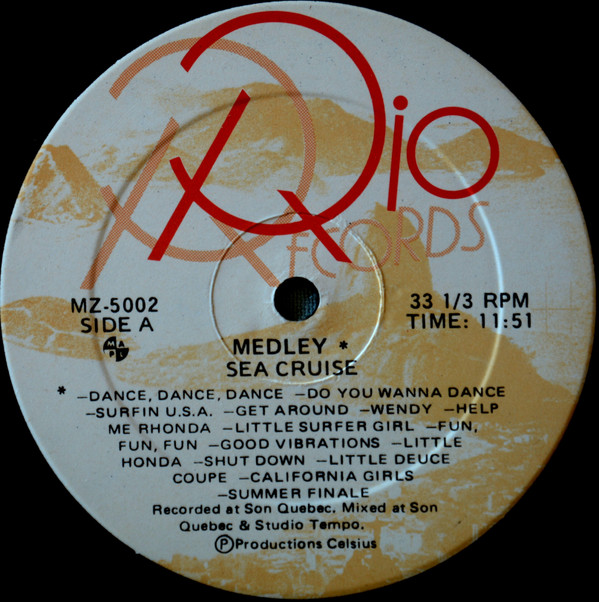 Rio
RECORDS
MZ-5002
SIDE A
MAPL
33 1/3 RPM
TIME: 11:51
MEDLEY *
SEA CRUISE
* –DANCE, DANCE, DANCE –DO YOU WANNA DANCE
–SURFIN U.S.A. –GET AROUND –WENDY –HELP
ME RHONDA –LITTLE SURFER GIRL –FUN,
FUN, FUN –GOOD VIBRATIONS –LITTLE
HONDA –SHUT DOWN –LITTLE DEUCE
COUPE –CALIFORNIA GIRLS
–SUMMER FINALE
Recorded at Son Quebec. Mixed at Son
Quebec & Studio Tempo.
ⓅProductions Celsius